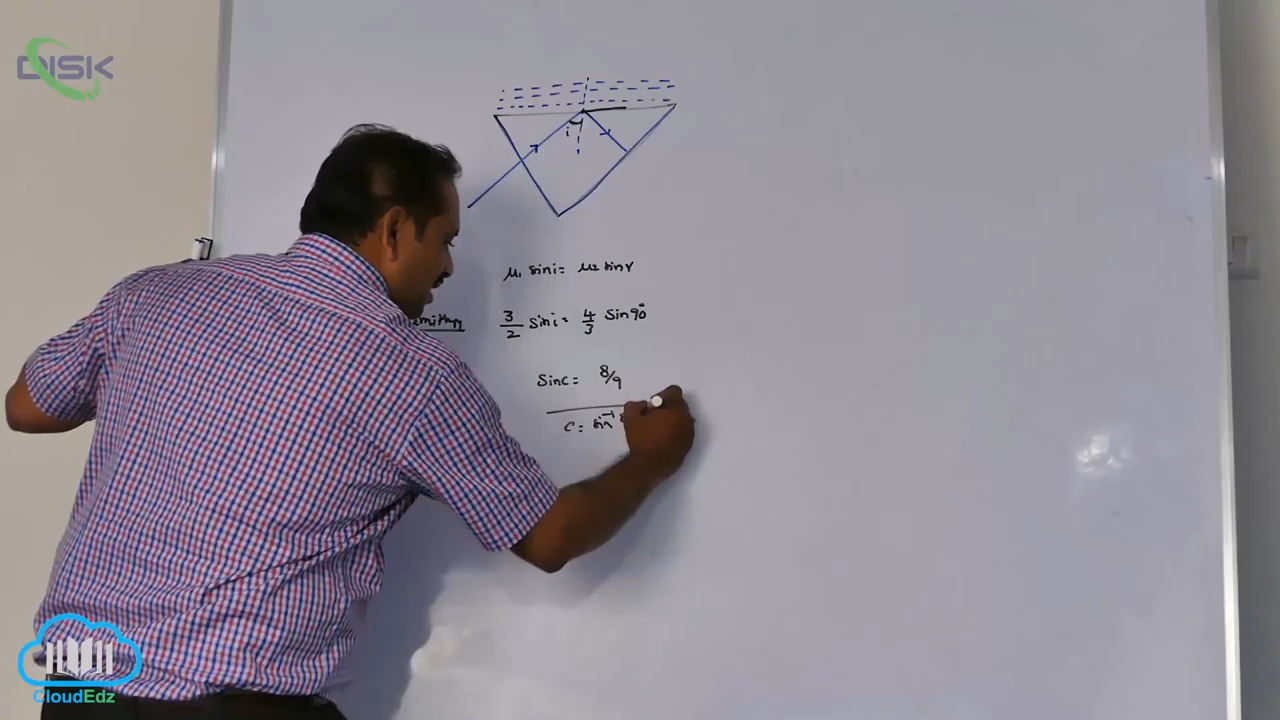 DISK
i
μ₁ sini = μ₂ sinr
3/2 sini = 4/3 Sin90°
Sinc = 8/9
c = sin⁻¹
CloudEdz